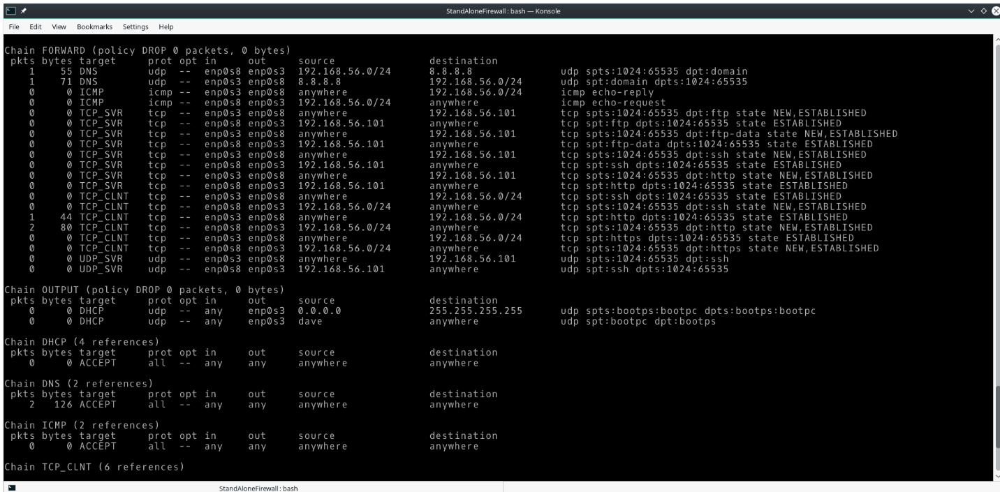 StandAloneFirewall : bash — Konsole
File Edit View Bookmarks Settings Help
Chain FORWARD (policy DROP 0 packets, 0 bytes)
pkts bytes target prot opt in out source destination
1 55 DNS udp -- enp0s8 enp0s3 192.168.56.0/24 8.8.8.8 udp spts:1024:65535 dpt:domain
1 71 DNS udp -- enp0s3 enp0s8 8.8.8.8 192.168.56.0/24 udp spt:domain dpts:1024:65535
0 0 ICMP icmp -- enp0s3 enp0s8 anywhere 192.168.56.0/24 icmp echo-reply
0 0 ICMP icmp -- enp0s8 enp0s3 192.168.56.0/24 anywhere icmp echo-request
0 0 TCP_SVR tcp -- enp0s3 enp0s8 anywhere 192.168.56.101 tcp spts:1024:65535 dpt:ftp state NEW,ESTABLISHED
0 0 TCP_SVR tcp -- enp0s8 enp0s3 192.168.56.101 anywhere tcp spt:ftp dpts:1024:65535 state ESTABLISHED
0 0 TCP_SVR tcp -- enp0s3 enp0s8 anywhere 192.168.56.101 tcp spts:1024:65535 dpt:ftp-data state NEW,ESTABLISHED
0 0 TCP_SVR tcp -- enp0s8 enp0s3 192.168.56.101 anywhere tcp spt:ftp-data dpts:1024:65535 state ESTABLISHED
0 0 TCP_SVR tcp -- enp0s3 enp0s8 anywhere 192.168.56.101 tcp spts:1024:65535 dpt:ssh state NEW,ESTABLISHED
0 0 TCP_SVR tcp -- enp0s8 enp0s3 192.168.56.101 anywhere tcp spt:ssh dpts:1024:65535 state ESTABLISHED
0 0 TCP_SVR tcp -- enp0s3 enp0s8 anywhere 192.168.56.101 tcp spts:1024:65535 dpt:http state NEW,ESTABLISHED
0 0 TCP_SVR tcp -- enp0s8 enp0s3 192.168.56.101 anywhere tcp spt:http dpts:1024:65535 state ESTABLISHED
0 0 TCP_CLNT tcp -- enp0s3 enp0s8 anywhere 192.168.56.0/24 tcp spt:ssh dpts:1024:65535 state ESTABLISHED
0 0 TCP_CLNT tcp -- enp0s8 enp0s3 192.168.56.0/24 anywhere tcp spts:1024:65535 dpt:ssh state NEW,ESTABLISHED
1 44 TCP_CLNT tcp -- enp0s3 enp0s8 anywhere 192.168.56.0/24 tcp spt:http dpts:1024:65535 state ESTABLISHED
2 80 TCP_CLNT tcp -- enp0s8 enp0s3 192.168.56.0/24 anywhere tcp spts:1024:65535 dpt:http state NEW,ESTABLISHED
0 0 TCP_CLNT tcp -- enp0s3 enp0s8 anywhere 192.168.56.0/24 tcp spt:https dpts:1024:65535 state ESTABLISHED
0 0 TCP_CLNT tcp -- enp0s8 enp0s3 192.168.56.0/24 anywhere tcp spts:1024:65535 dpt:https state NEW,ESTABLISHED
0 0 UDP_SVR udp -- enp0s3 enp0s8 anywhere 192.168.56.101 udp spts:1024:65535 dpt:ssh
0 0 UDP_SVR udp -- enp0s8 enp0s3 192.168.56.101 anywhere udp spt:ssh dpts:1024:65535
Chain OUTPUT (policy DROP 0 packets, 0 bytes)
pkts bytes target prot opt in out source destination
0 0 DHCP udp -- any enp0s3 0.0.0.0 255.255.255.255 udp spts:bootps:bootpc dpts:bootps:bootpc
0 0 DHCP udp -- any enp0s3 dave anywhere udp spt:bootpc dpt:bootps
Chain DHCP (4 references)
pkts bytes target prot opt in out source destination
0 0 ACCEPT all -- any any anywhere anywhere
Chain DNS (2 references)
pkts bytes target prot opt in out source destination
2 126 ACCEPT all -- any any anywhere anywhere
Chain ICMP (2 references)
pkts bytes target prot opt in out source destination
0 0 ACCEPT all -- any any anywhere anywhere
Chain TCP_CLNT (6 references)
StandAloneFirewall : bash